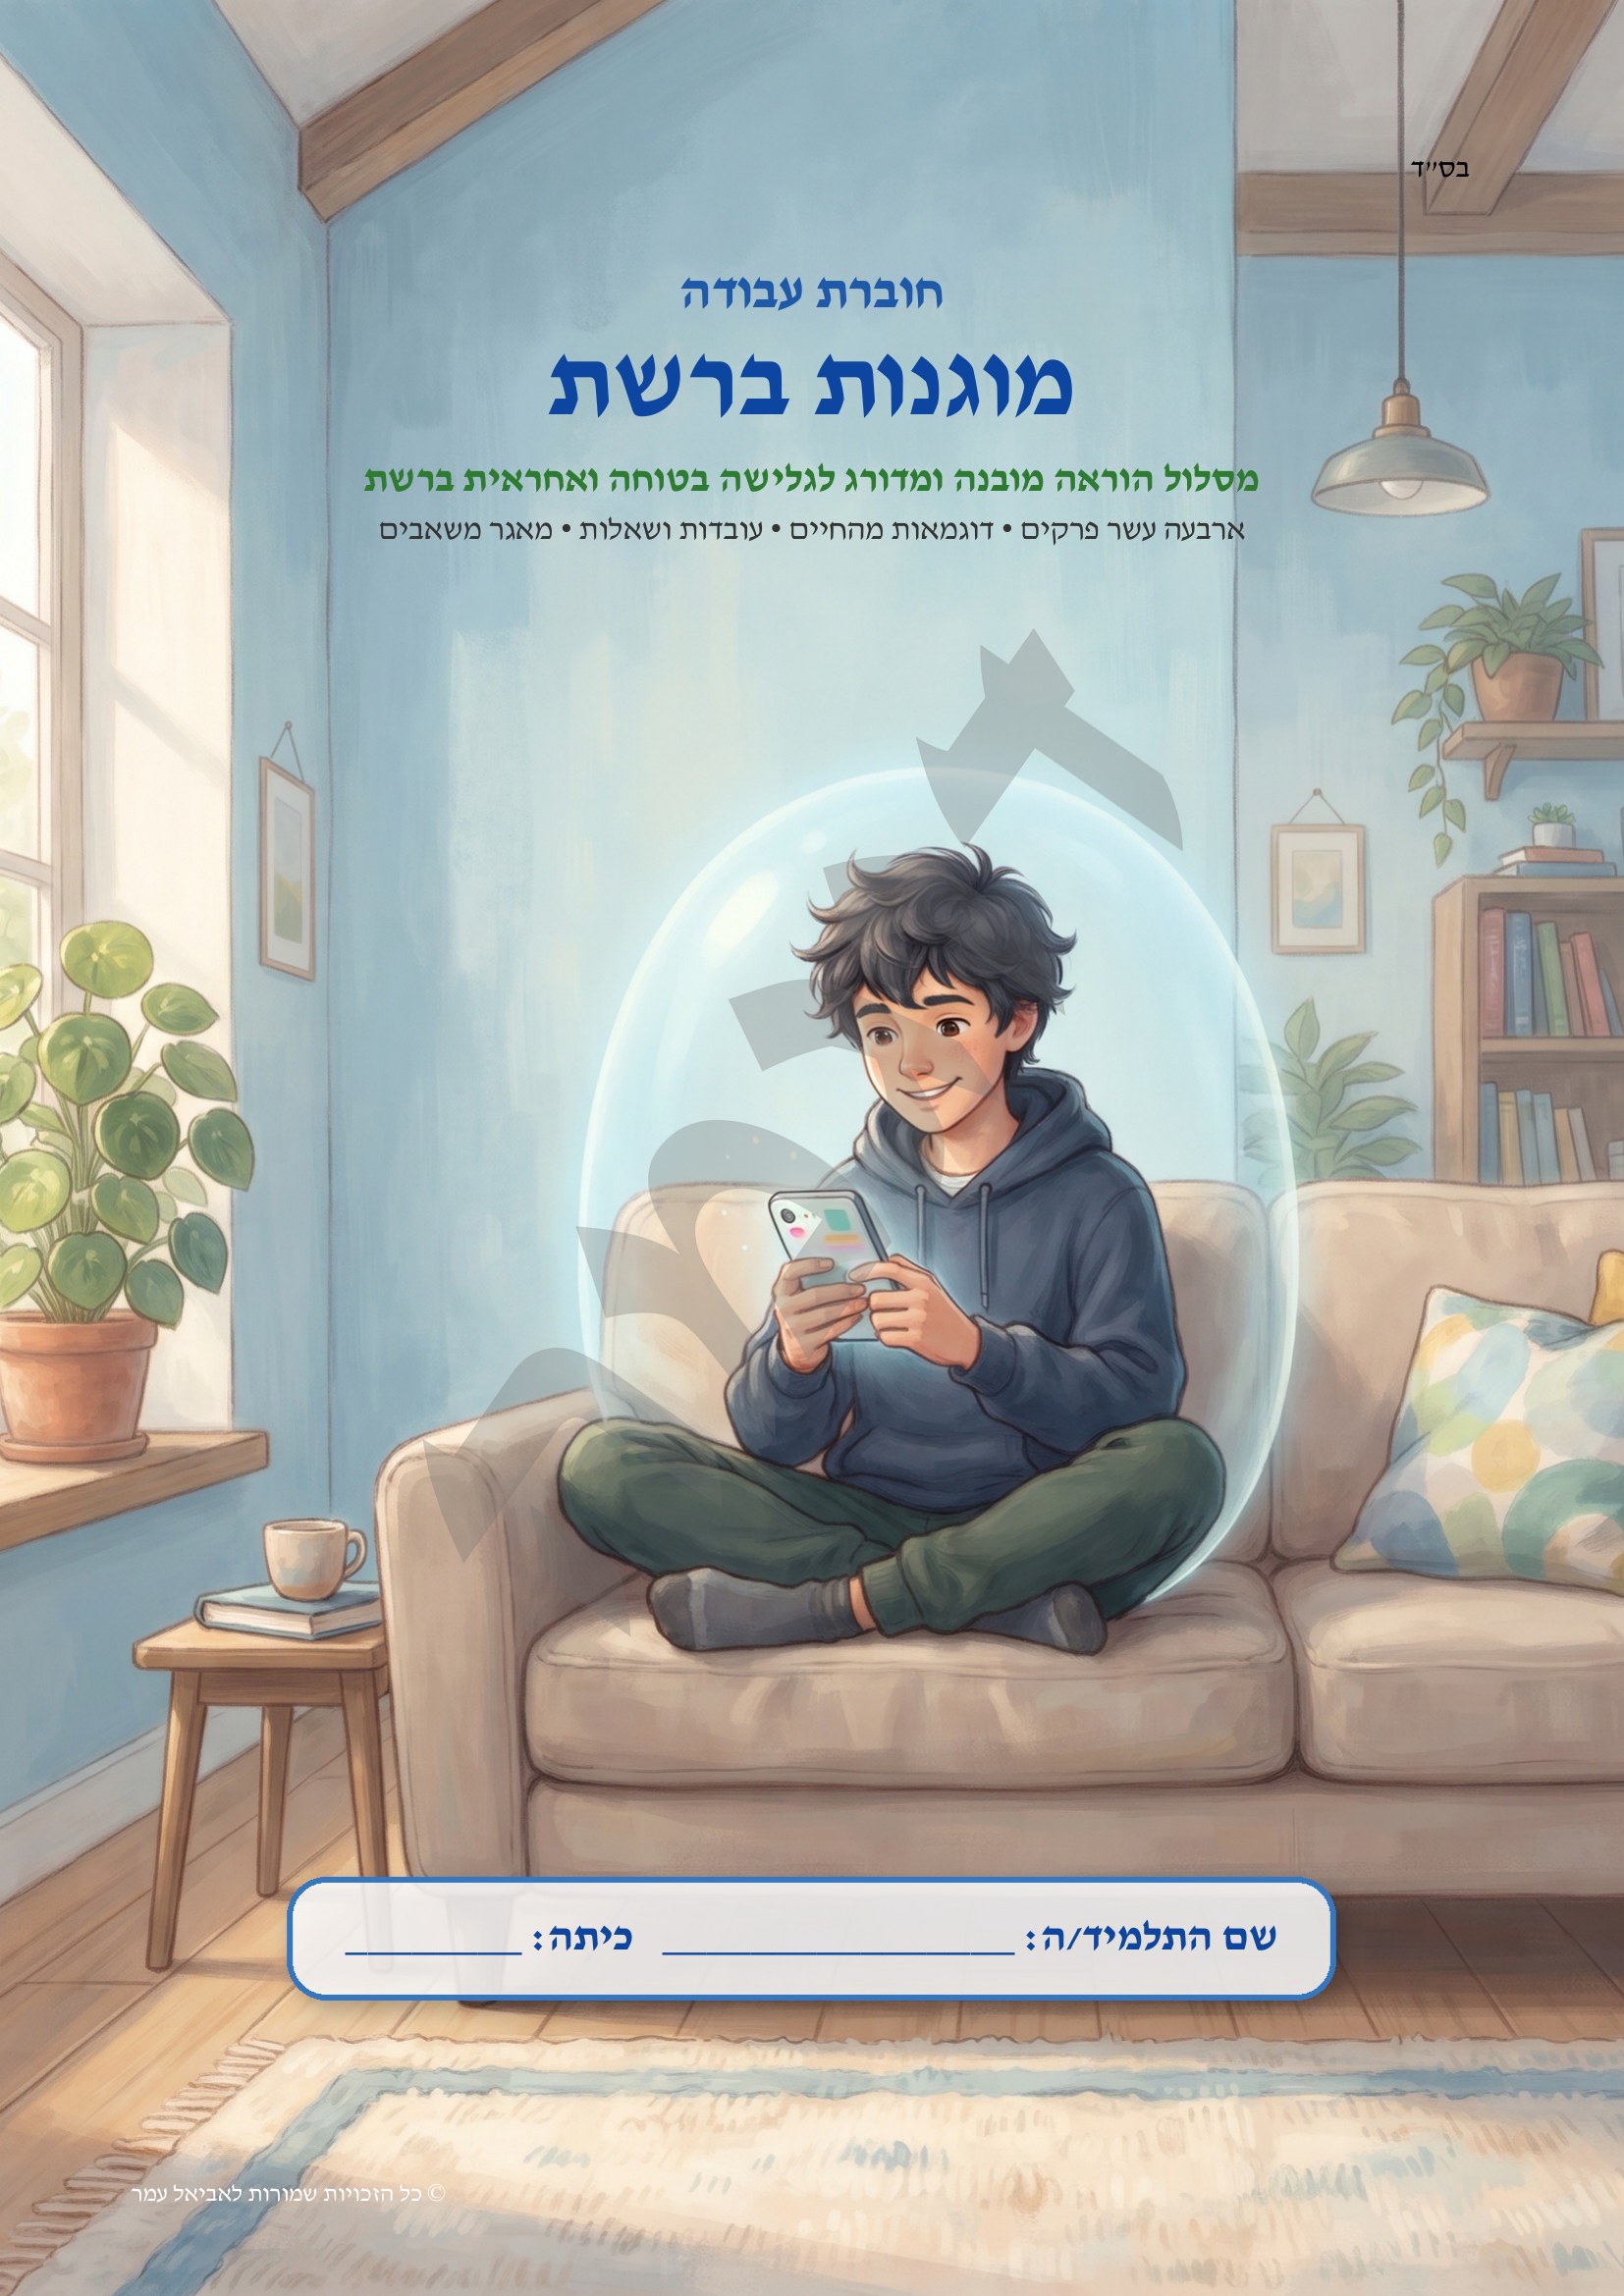 בס״ד
חוברת עבודה
מוגנות ברשת
מסלול הוראה מובנה ומדורג לגלישה בטוחה ואחראית ברשת
ארבעה עשר פרקים • דוגמאות מהחיים • עובדות ושאלות • מאגר משאבים
שם התלמיד/ה: ________________ כיתה: ________
© כל הזכויות שמורות לאביאל עמר